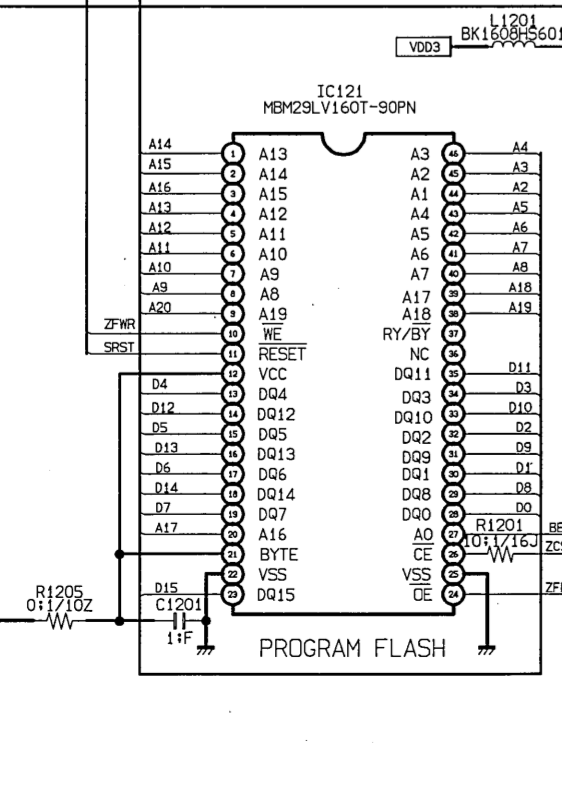 L1201
BK1608HS601
VDD3
IC121
MBM29LV160T-90PN
A14 1 A13 A3 46 A4
A15 2 A14 A2 45 A3
A16 3 A15 A1 44 A2
A13 4 A12 A4 43 A5
A12 5 A11 A5 42 A6
A11 6 A10 A6 41 A7
A10 7 A9 A7 40 A8
A9 8 A8 A17 39 A18
A20 9 A19 A18 38 A19
ZFWR 10 WE RY/BY 37
SRST 11 RESET NC 36
12 VCC DQ11 35 D11
D4 13 DQ4 DQ3 34 D3
D12 14 DQ12 DQ10 33 D10
D5 15 DQ5 DQ2 32 D2
D13 16 DQ13 DQ9 31 D9
D6 17 DQ6 DQ1 30 D1
D14 18 DQ14 DQ8 29 D8
D7 19 DQ7 DQ0 28 D0
A17 20 A16 A0 27 R1201
21 BYTE CE 26 10;1/16J
22 VSS VSS 25
D15 23 DQ15 OE 24
R1205
0;1/10Z
C1201
1;F
PROGRAM FLASH